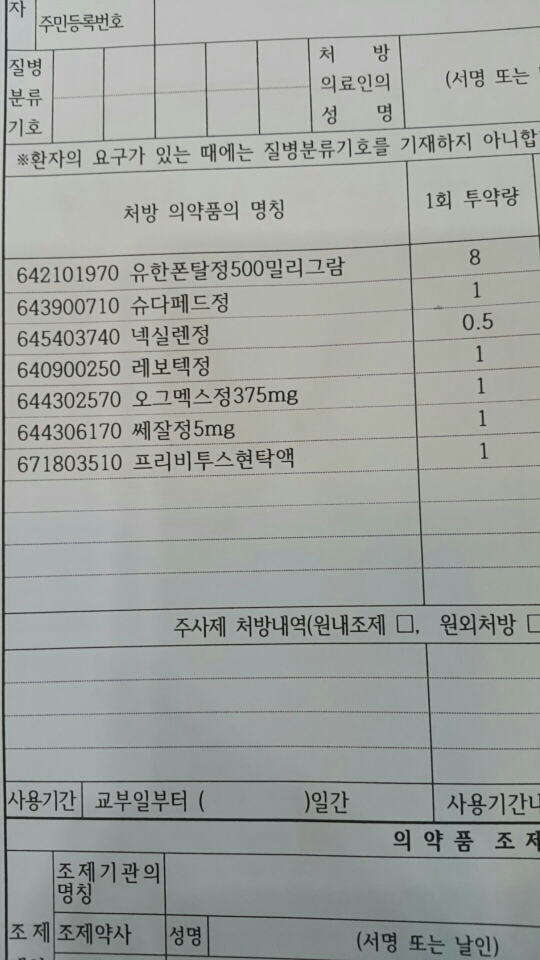 자
주민등록번호
질병
분류
기호
처 방
의료인의
성 명
(서명 또는
※환자의 요구가 있는 때에는 질병분류기호를 기재하지 아니합
처방 의약품의 명칭
1회 투약량
642101970 유한폰탈정500밀리그람 8
643900710 슈다페드정 1
645403740 넥실렌정 0.5
640900250 레보텍정 1
644302570 오그멕스정375mg 1
644306170 쎄잘정5mg 1
671803510 프리비투스현탁액 1
주사제 처방내역(원내조제 □, 원외처방 □
사용기간 교부일부터 ( )일간 사용기간내
의 약 품 조 제
조제기관의
명칭
조 제 조제약사 성명 (서명 또는 날인)